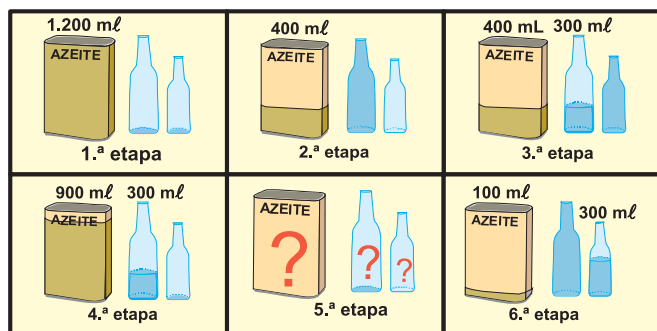 1.200 mℓ
AZEITE
1.ª etapa
400 mℓ
AZEITE
2.ª etapa
400 mL 300 mℓ
AZEITE
3.ª etapa
900 mℓ 300 mℓ
AZEITE
4.ª etapa
AZEITE
? ? ?
5.ª etapa
100 mℓ
300 mℓ
AZEITE
6.ª etapa